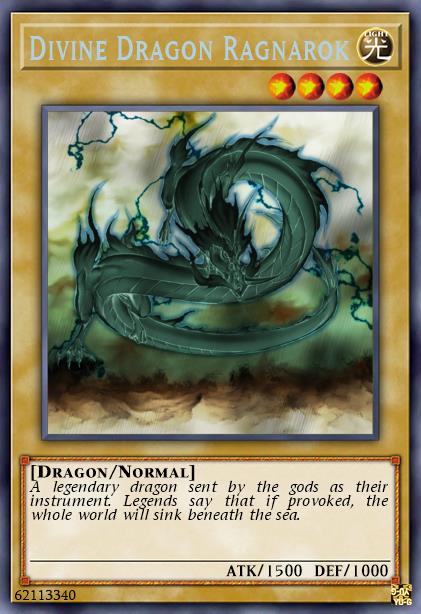 Divine Dragon Ragnarok
LIGHT
光
[Dragon/Normal]
A legendary dragon sent by the gods as their
instrument. Legends say that if provoked, the
whole world will sink beneath the sea.
ATK/1500 DEF/1000
62113340